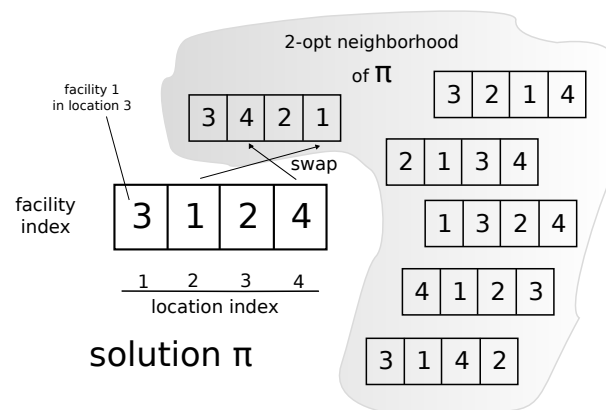 2-opt neighborhood
of π
facility 1
in location 3
3 4 2 1
3 2 1 4
swap
2 1 3 4
facility
index
3 1 2 4
1 3 2 4
1 2 3 4
location index
4 1 2 3
solution π
3 1 4 2